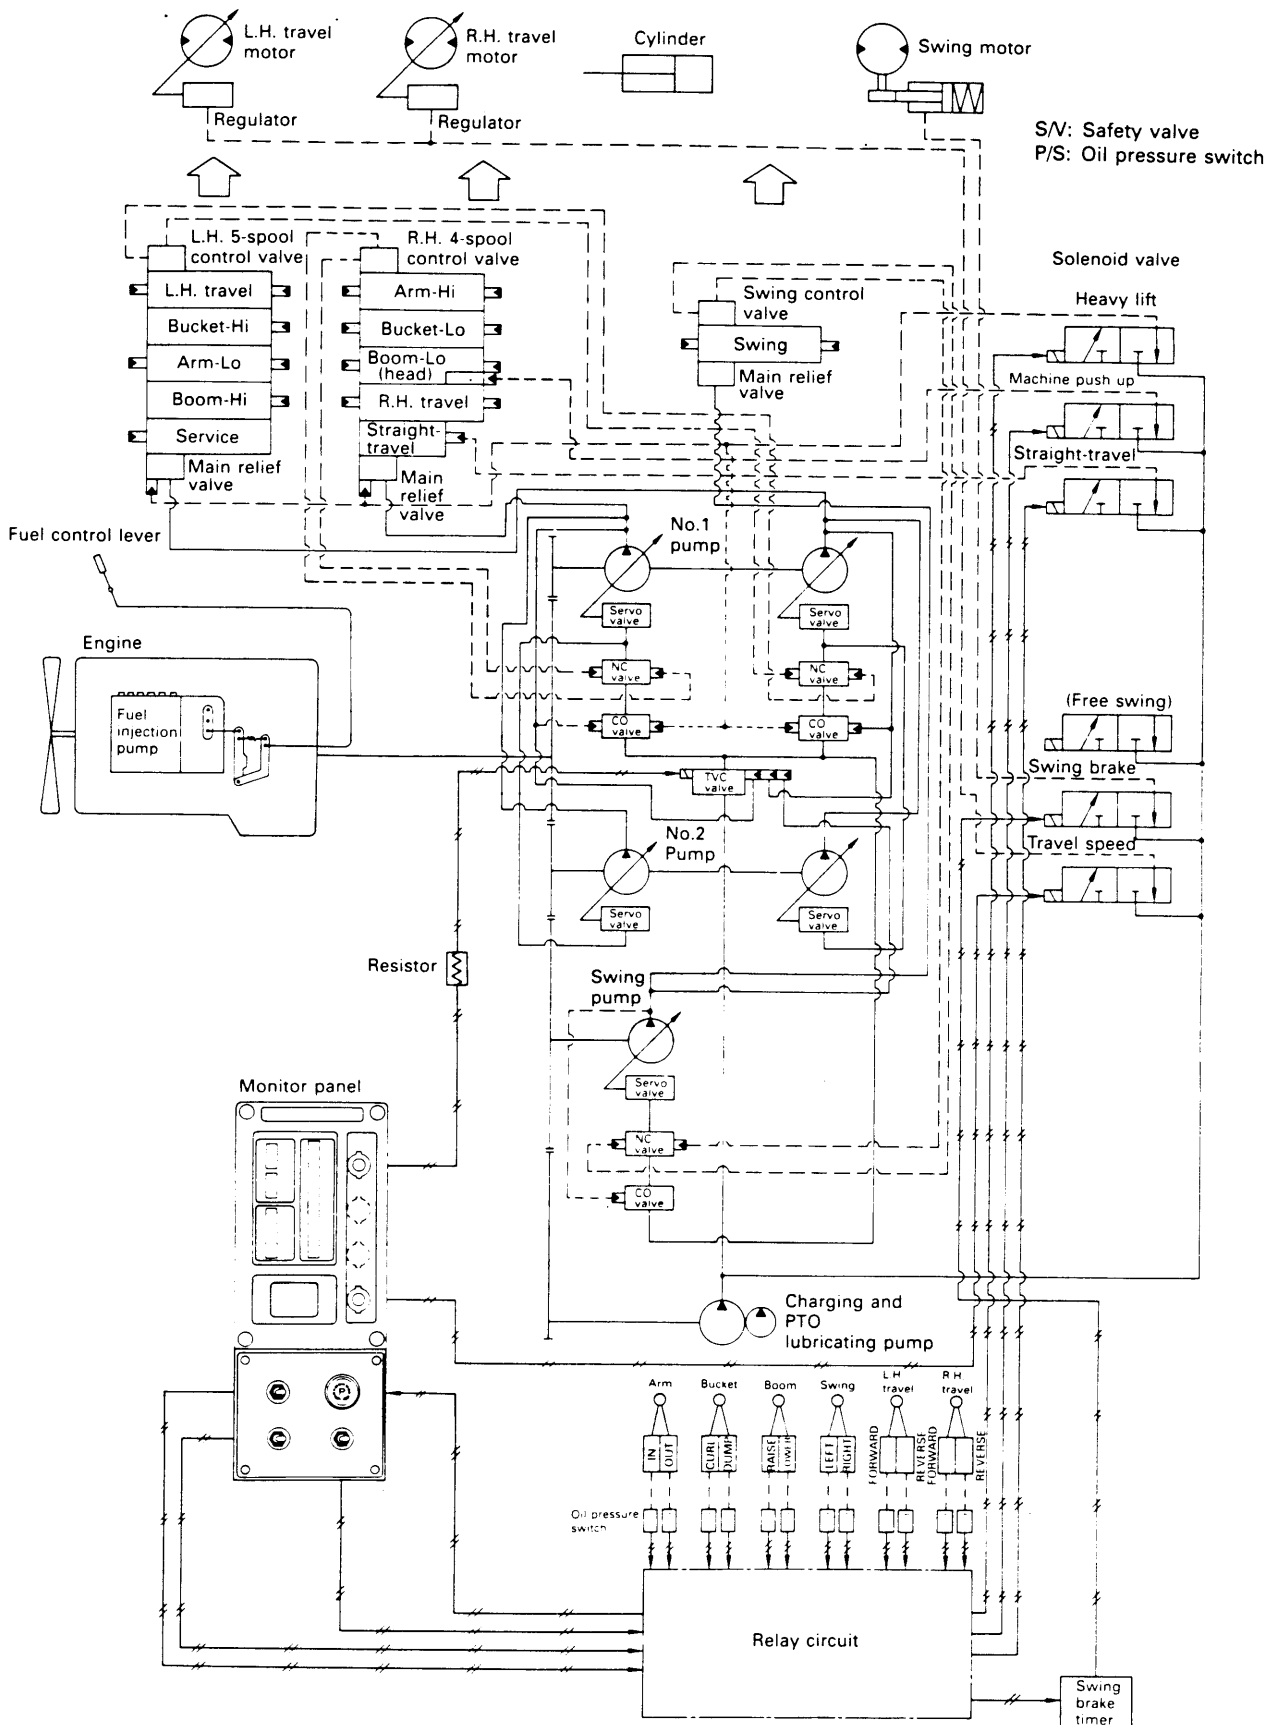 L.H. travel
motor
R.H. travel
motor
Cylinder
Swing motor
Regulator
Regulator
S/V: Safety valve
P/S: Oil pressure switch
L.H. 5-spool
control valve
R.H. 4-spool
control valve
L.H. travel
Bucket-Hi
Arm-Lo
Boom-Hi
Service
Main relief
valve
Arm-Hi
Bucket-Lo
Boom-Lo
(head)
R.H. travel
Straight-
travel
Main
relief
valve
Swing control
valve
Swing
Main relief
valve
Solenoid valve
Heavy lift
Machine push up
Straight-travel
(Free swing)
Swing brake
Travel speed
Fuel control lever
Engine
Fuel
injection
pump
No.1
pump
Servo
valve
Servo
valve
NC
valve
NC
valve
CO
valve
CO
valve
TVC
valve
No.2
Pump
Servo
valve
Servo
valve
Resistor
Swing
pump
Servo
valve
NC
valve
CO
valve
Monitor panel
P
Charging and
PTO
lubricating pump
Arm
Bucket
Boom
Swing
L.H.
travel
R.H.
travel
IN
OUT
CURL
DUMP
RAISE
LOWER
LEFT
RIGHT
FORWARD
REVERSE
FORWARD
REVERSE
Oil pressure
switch
Relay circuit
Swing
brake
timer